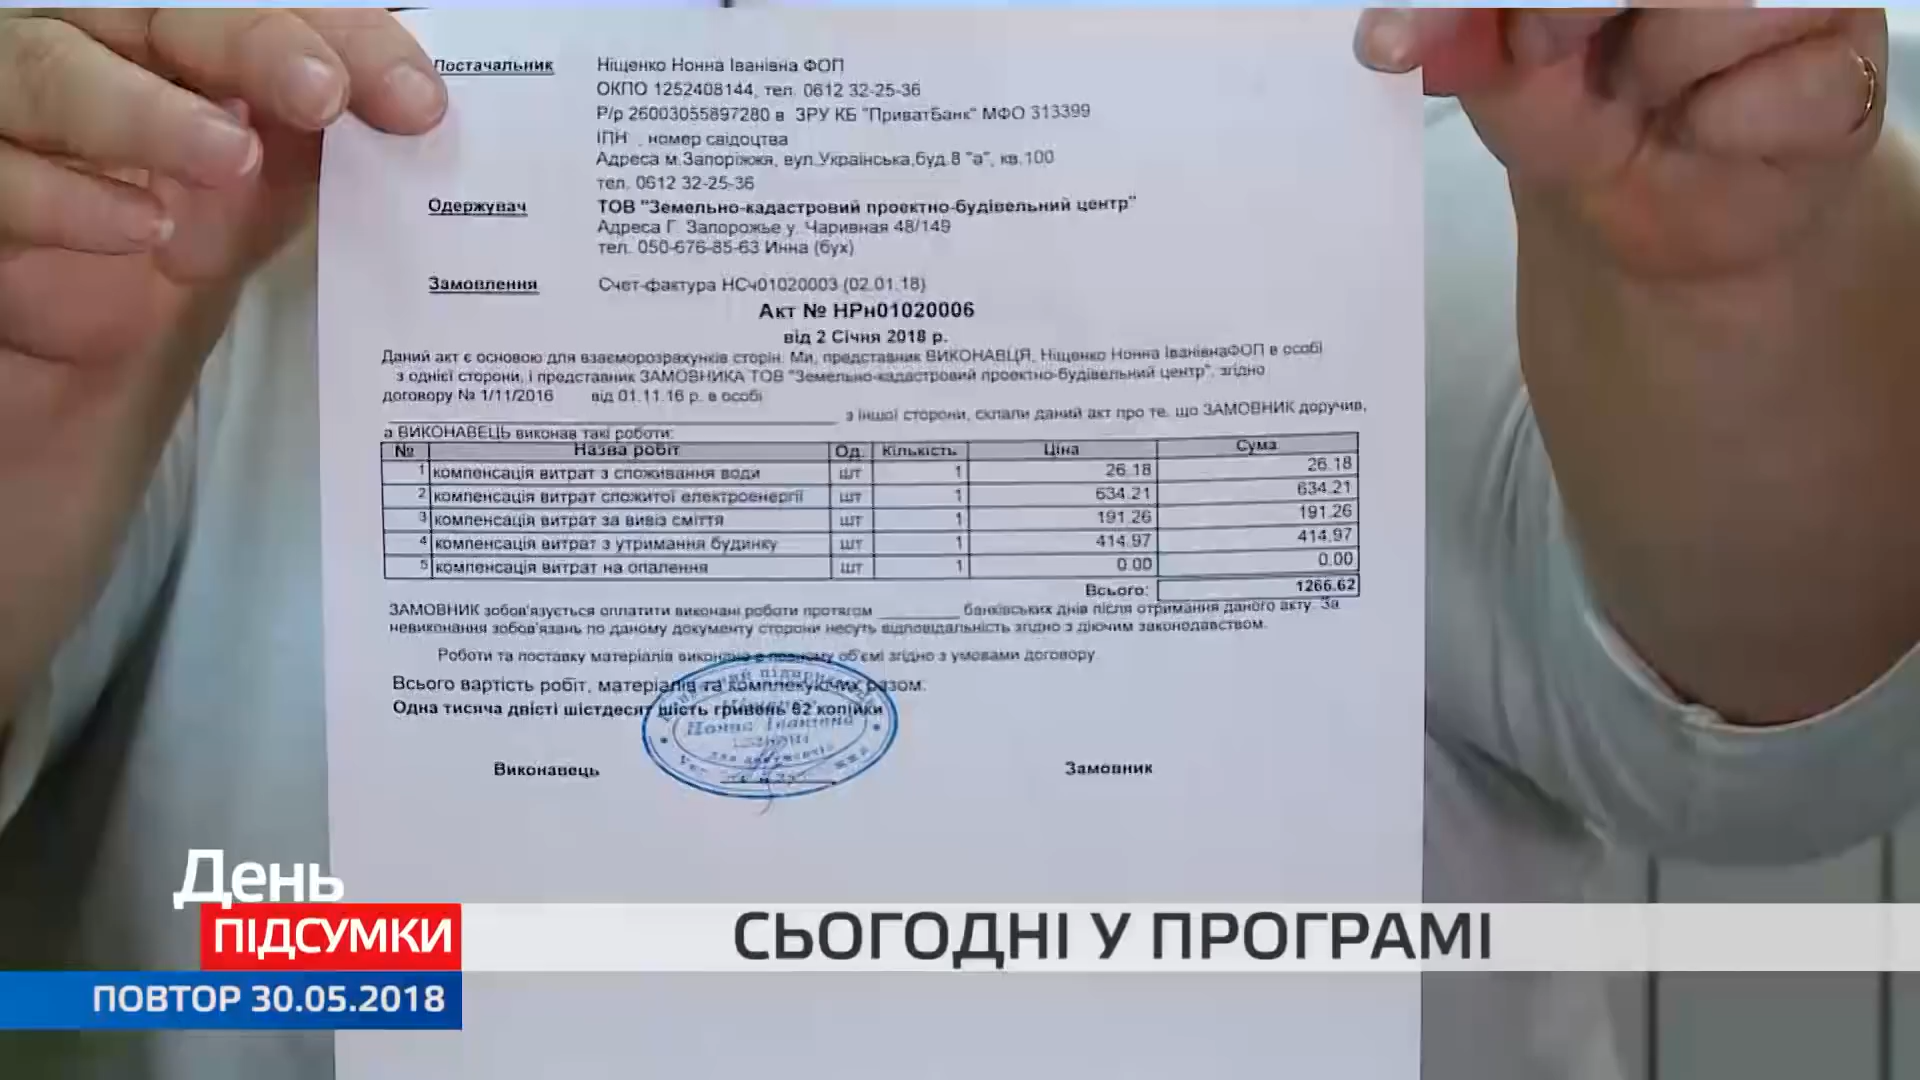 Постачальник Ніщенко Нонна Іванівна ФОП
ОКПО 1252408144, тел. 0612 32-25-36
Р/р 26003055897280 в ЗРУ КБ "ПриватБанк" МФО 313399
ІПН , номер свідоцтва
Адреса м.Запоріжжя, вул.Українська,буд.8 "а", кв.100
тел. 0612 32-25-36
Одержувач ТОВ "Земельно-кадастровий проектно-будівельний центр"
Адреса Г. Запорожье у. Чаривная 48/149
тел. 050-676-85-63 Инна (бух)
Замовлення Счет-фактура НСч01020003 (02.01.18)
Акт № НРн01020006
від 2 Січня 2018 р.
Даний акт є основою для взаєморозрахунків сторін. Ми, представник ВИКОНАВЦЯ, Ніщенко Нонна ІванівнаФОП в особі
з однієї сторони, і представник ЗАМОВНИКА ТОВ "Земельно-кадастровий проектно-будівельний центр", згідно
договору № 1/11/2016 від 01.11.16 р. в особі
з іншої сторони, склали даний акт про те, що ЗАМОВНИК доручив,
а ВИКОНАВЕЦЬ виконав такі роботи:
№ Назва робіт Од. Кількість Ціна Сума
1 компенсація витрат з споживання води шт 1 26.18 26.18
2 компенсація витрат спожитої електроенергії шт 1 634.21 634.21
3 компенсація витрат за вивіз сміття шт 1 191.26 191.26
4 компенсація витрат з утримання будинку шт 1 414.97 414.97
5 компенсація витрат на опалення шт 1 0.00 0.00
Всього: 1266.62
ЗАМОВНИК зобов'язується оплатити виконані роботи протягом ________ банківських днів після отримання даного акту. За
невиконання зобов'язань по даному документу сторони несуть відповідальність згідно з діючим законодавством.
Роботи та поставку матеріалів виконано в повному об'ємі згідно з умовами договору
Всього вартість робіт, матеріалів та комплекуючих разом:
Одна тисяча двісті шістдесят шість гривень 62 копійки
Нонна Іванівна
Виконавець Замовник
День
ПІДСУМКИ
СЬОГОДНІ У ПРОГРАМІ
ПОВТОР 30.05.2018